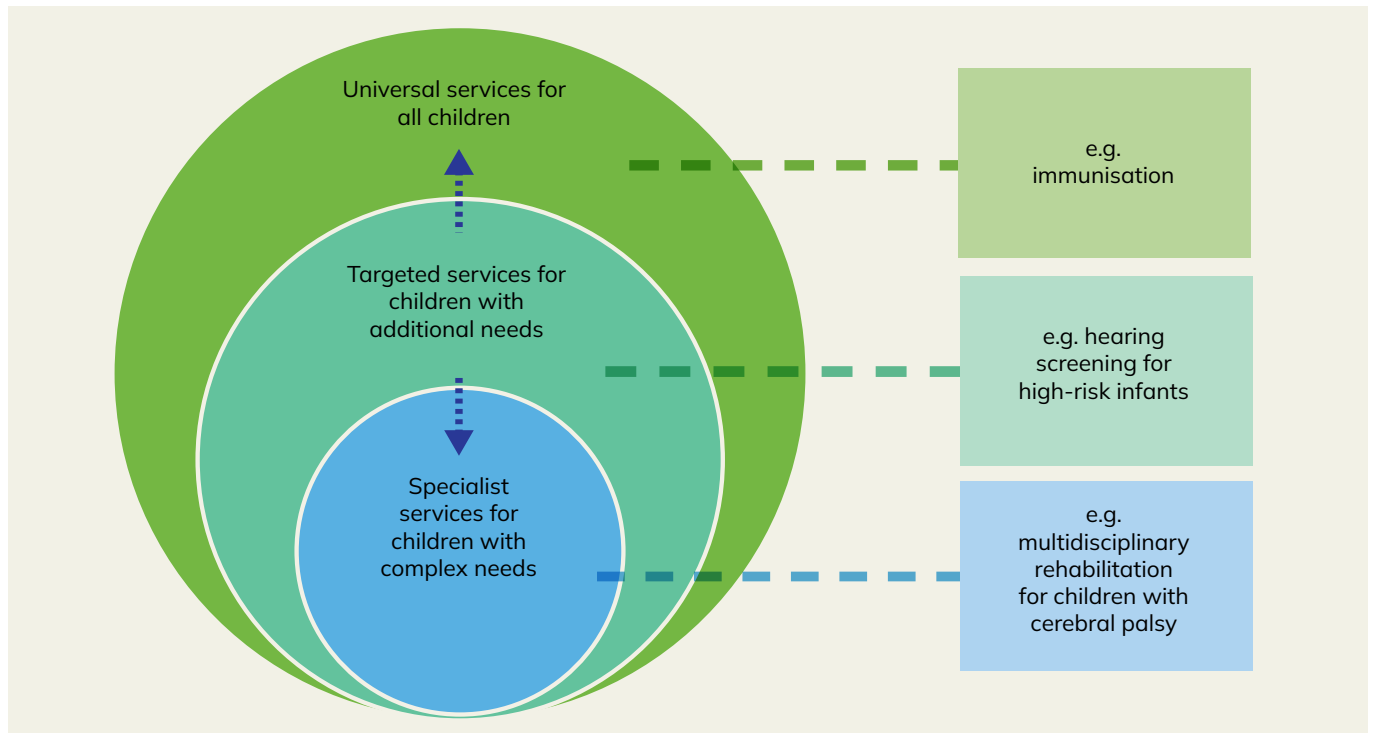 Universal services for
all children
e.g.
immunisation
Targeted services for
children with
additional needs
e.g. hearing
screening for
high-risk infants
Specialist
services for
children with
complex needs
e.g.
multidisciplinary
rehabilitation
for children with
cerebral palsy